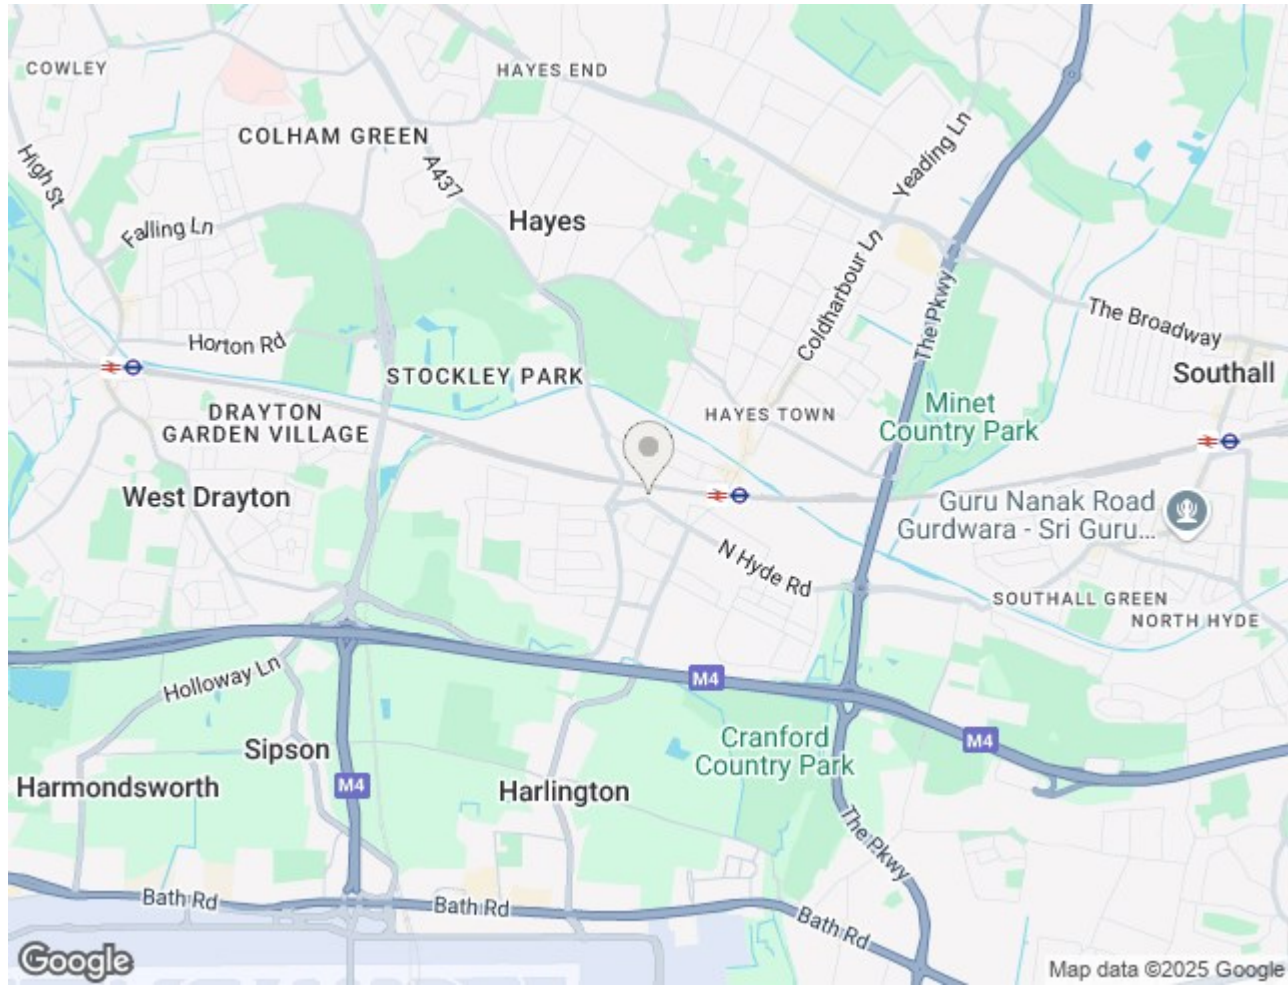 COWLEY
HAYES END
COLHAM GREEN
A437
High St
Yeading Ln
Falling Ln
Hayes
Coldharbour Ln
The Pkwy
The Broadway
Horton Rd
Southall
STOCKLEY PARK
DRAYTON
GARDEN VILLAGE
HAYES TOWN
Minet
Country Park
West Drayton
Guru Nanak Road
Gurdwara - Sri Guru...
N Hyde Rd
SOUTHALL GREEN
NORTH HYDE
Holloway Ln
M4
Sipson
Cranford
Country Park
M4
Harmondsworth
M4
Harlington
The Pkwy
Bath Rd
Bath Rd
Bath Rd
Google
Map data ©2025 Google